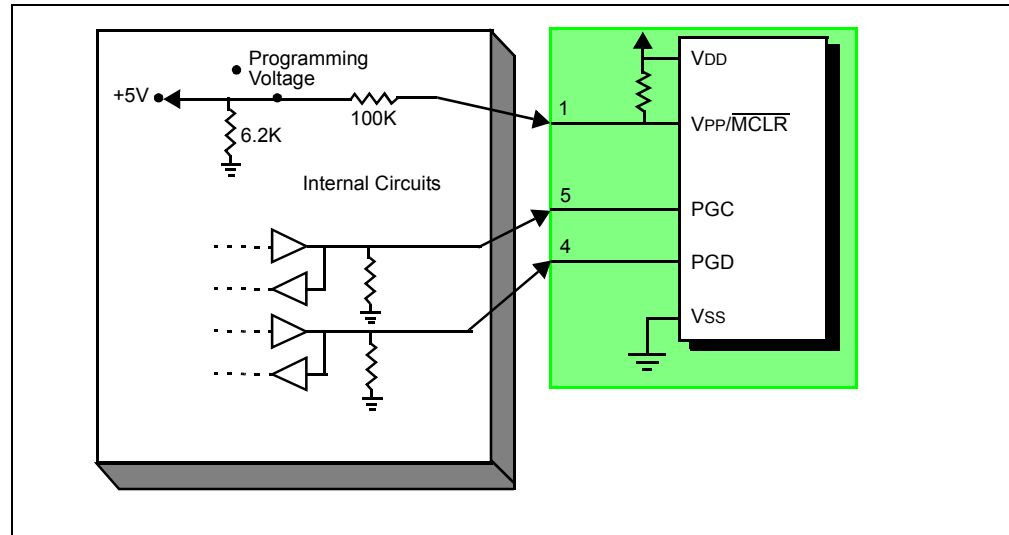 Programming
Voltage
+5V
100K
6.2K
Internal Circuits
1
VDD
VPP/MCLR
5
PGC
4
PGD
VSS